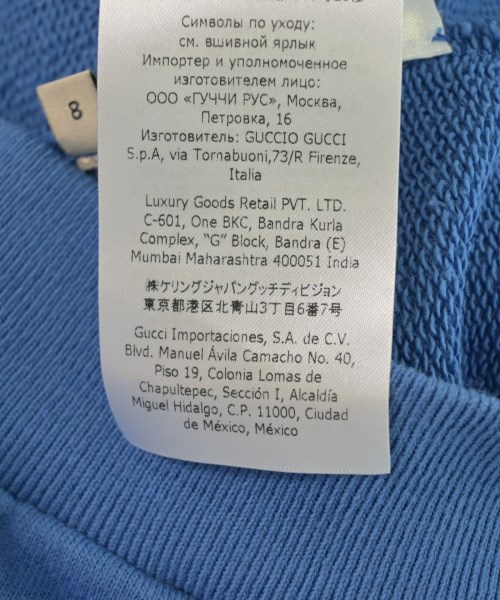 Символы по уходу:
см. вшивной ярлык
Импортер и уполномоченное
изготовителем лицо:
ООО «ГУЧЧИ РУС», Москва,
Петровка, 16
Изготовитель: GUCCIO GUCCI
S.p.A, via Tornabuoni,73/R Firenze,
Italia
Luxury Goods Retail PVT. LTD.
C-601, One BKC, Bandra Kurla
Complex, "G" Block, Bandra (E)
Mumbai Maharashtra 400051 India
㈱ケリングジャパングッチディビジョン
東京都港区北青山3丁目6番7号
Gucci Importaciones, S.A. de C.V.
Blvd. Manuel Ávila Camacho No. 40,
Piso 19, Colonia Lomas de
Chapultepec, Sección I, Alcaldía
Miguel Hidalgo, C.P. 11000, Ciudad
de México, México
8